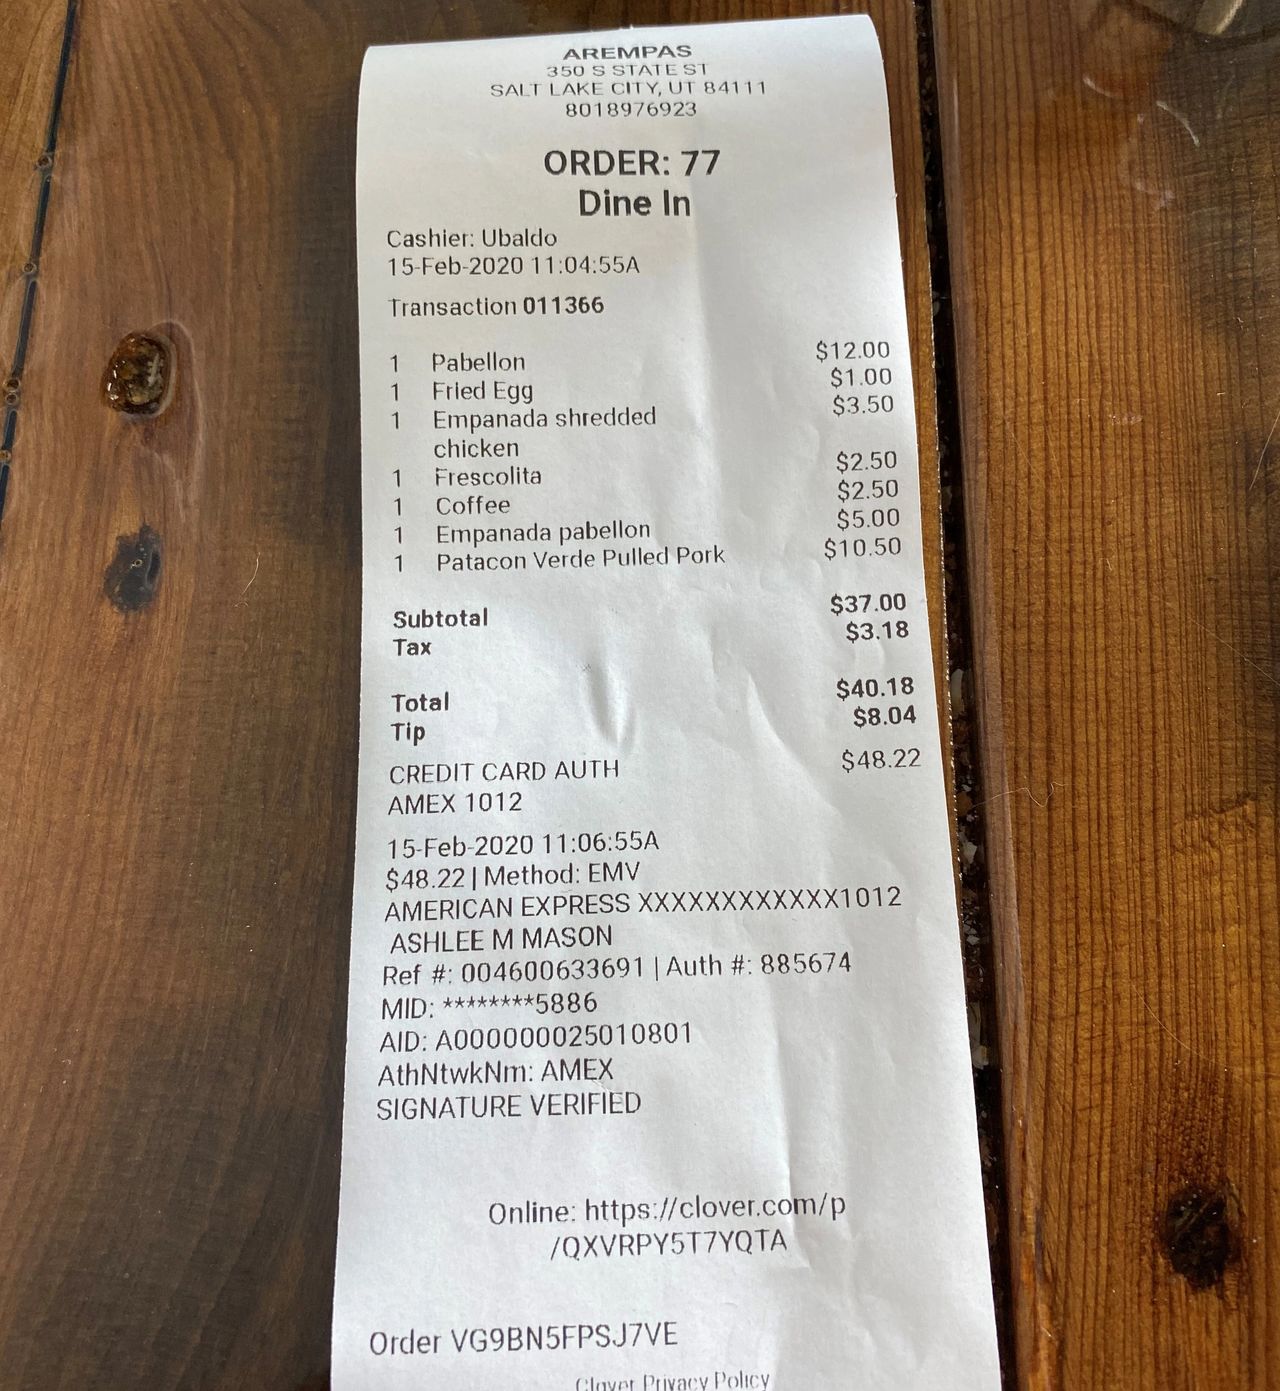 AREMPAS
350 S STATE ST
SALT LAKE CITY, UT 84111
8018976923
ORDER: 77
Dine In
Cashier: Ubaldo
15-Feb-2020 11:04:55A
Transaction 011366
1 Pabellon $12.00
1 Fried Egg $1.00
1 Empanada shredded $3.50
chicken
1 Frescolita $2.50
1 Coffee $2.50
1 Empanada pabellon $5.00
1 Patacon Verde Pulled Pork $10.50
Subtotal $37.00
Tax $3.18
Total $40.18
Tip $8.04
CREDIT CARD AUTH $48.22
AMEX 1012
15-Feb-2020 11:06:55A
$48.22 | Method: EMV
AMERICAN EXPRESS XXXXXXXXXXXX1012
ASHLEE M MASON
Ref #: 004600633691 | Auth #: 885674
MID: ********5886
AID: A000000025010801
AthNtwkNm: AMEX
SIGNATURE VERIFIED
Online: https://clover.com/p
/QXVRPY5T7YQTA
Order VG9BN5FPSJ7VE
Clover Privacy Policy